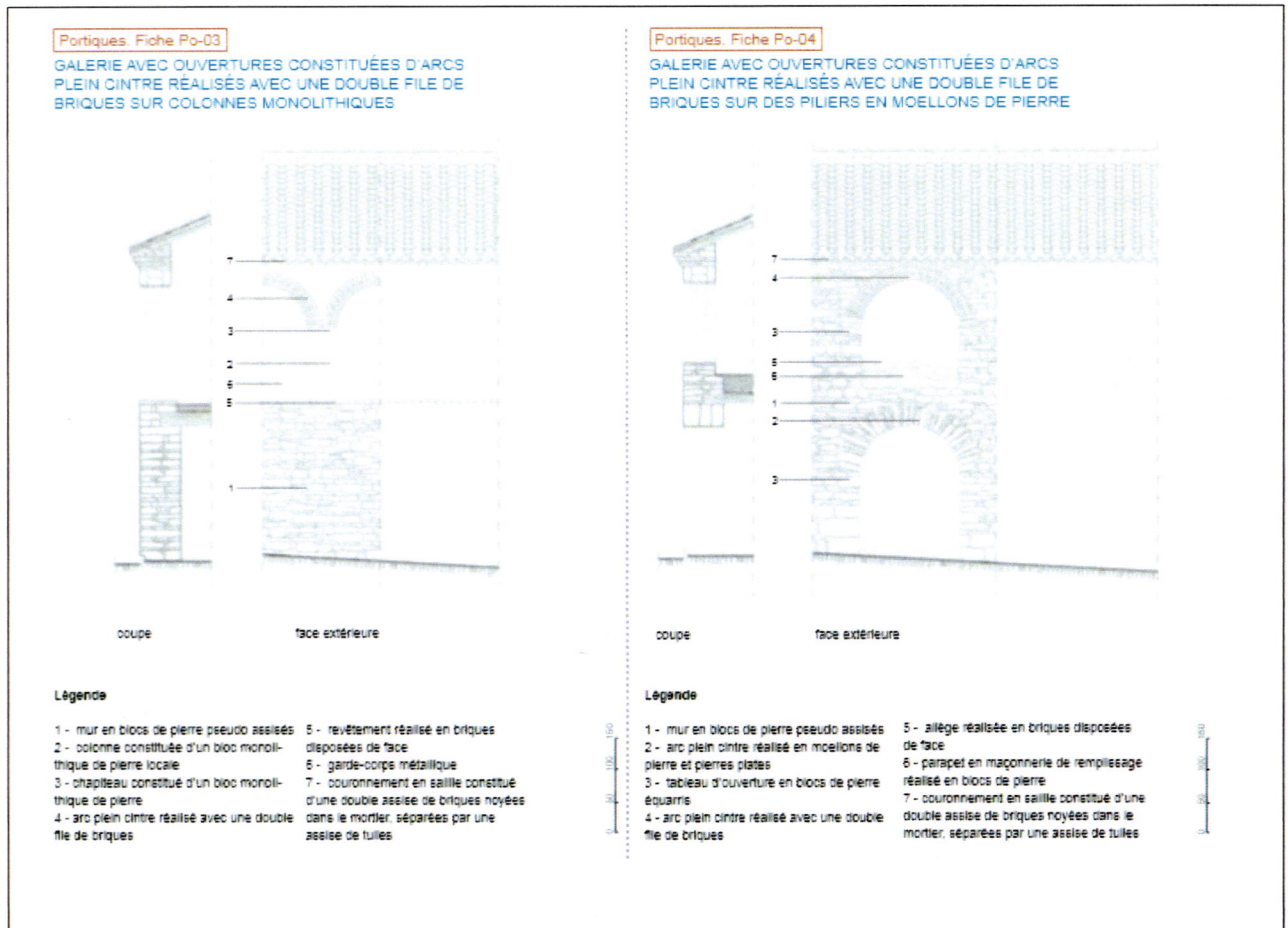 Portiques. Fiche Po-03
GALERIE AVEC OUVERTURES CONSTITUÉES D'ARCS
PLEIN CINTRE RÉALISÉS AVEC UNE DOUBLE FILE DE
BRIQUES SUR COLONNES MONOLITHIQUES
7
4
3
2
6
5
1
coupe
face extérieure
Légende
1 - mur en blocs de pierre pseudo assisés
2 - colonne constituée d'un bloc monoli-
thique de pierre locale
3 - chapiteau constitué d'un bloc monoli-
thique de pierre
4 - arc plein cintre réalisé avec une double
file de briques
5 - revêtement réalisé en briques
disposées de face
6 - garde-corps métallique
7 - couronnement en saillie constitué
d'une double assise de briques noyées
dans le mortier, séparées par une
assise de tuiles
150
100
50
0
Portiques. Fiche Po-04
GALERIE AVEC OUVERTURES CONSTITUÉES D'ARCS
PLEIN CINTRE RÉALISÉS AVEC UNE DOUBLE FILE DE
BRIQUES SUR DES PILIERS EN MOELLONS DE PIERRE
7
4
3
5
6
1
2
3
coupe
face extérieure
Légende
1 - mur en blocs de pierre pseudo assisés
2 - arc plein cintre réalisé en moellons de
pierre et pierres plates
3 - tableau d'ouverture en blocs de pierre
équarris
4 - arc plein cintre réalisé avec une double
file de briques
5 - allège réalisée en briques disposées
de face
6 - parapet en maçonnerie de remplissage
réalisé en blocs de pierre
7 - couronnement en saillie constitué d'une
double assise de briques noyées dans le
mortier, séparées par une assise de tuiles
150
100
50
0